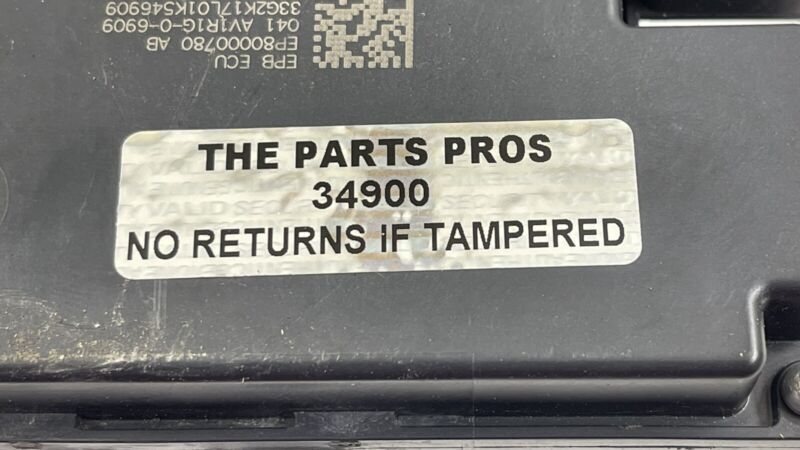 EPB ECU
EP80000780 AB
041 AV1R1G-0-6909
33G2K17L01K546909
THE PARTS PROS
34900
NO RETURNS iF TAMPERED